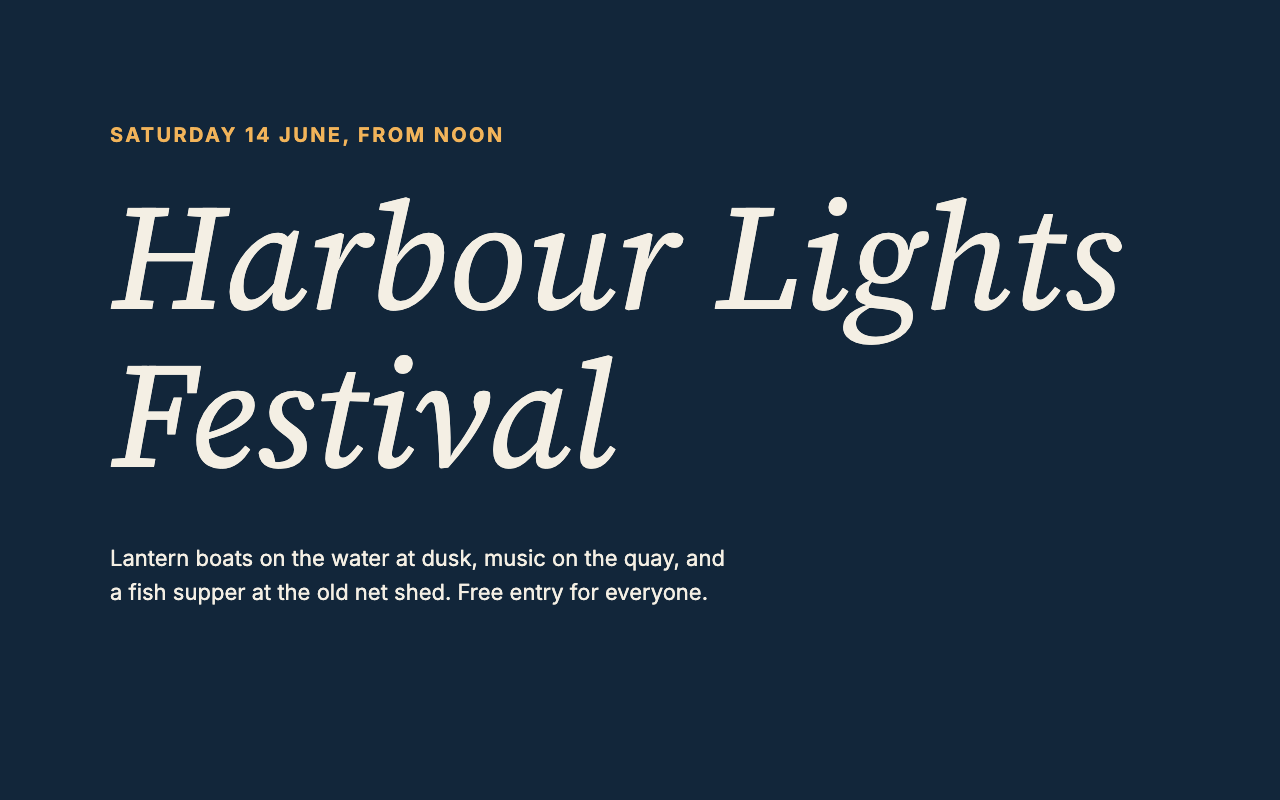 SATURDAY 14 JUNE, FROM NOON
Harbour Lights
Festival
Lantern boats on the water at dusk, music on the quay, and
a fish supper at the old net shed. Free entry for everyone.